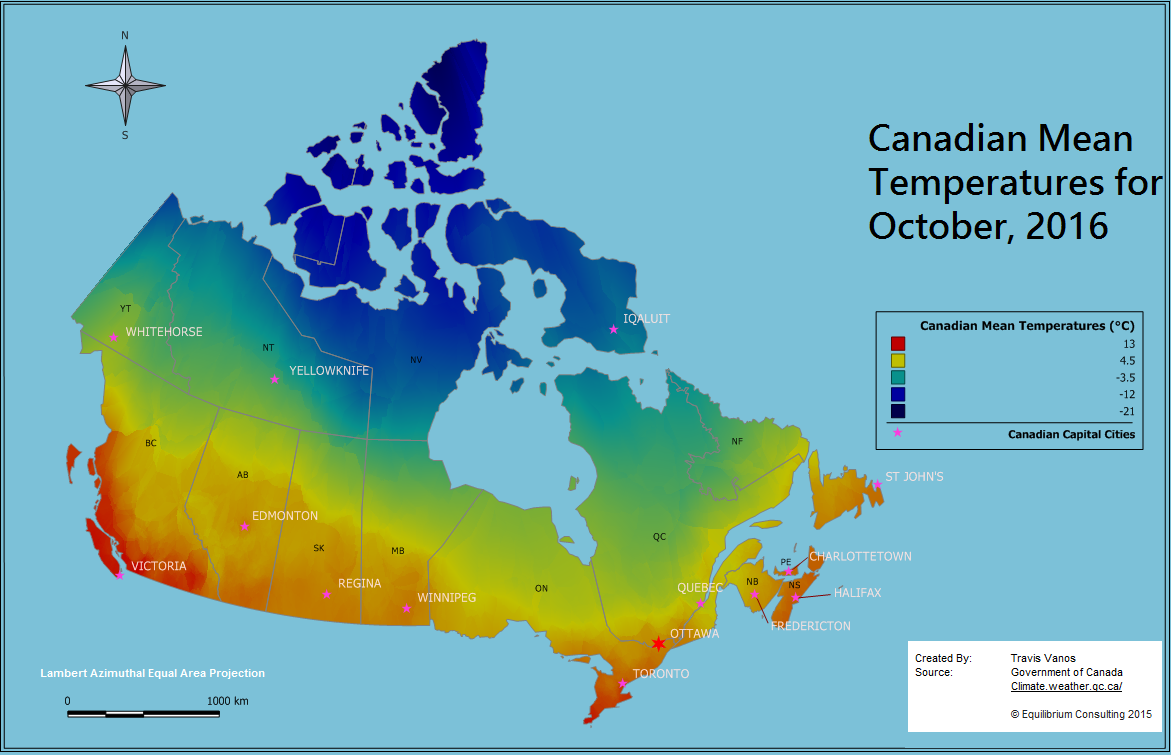 N
S
Canadian Mean
Temperatures for
October, 2016
YT
WHITEHORSE
NT
YELLOWKNIFE
NV
IQALUIT
Canadian Mean Temperatures (°C)
13
4.5
-3.5
-12
-21
Canadian Capital Cities
BC
AB
NF
ST JOHN'S
EDMONTON
SK
MB
QC
ON
VICTORIA
REGINA
WINNIPEG
QUEBEC
PE
CHARLOTTETOWN
NB
NS
HALIFAX
FREDERICTON
OTTAWA
TORONTO
Lambert Azimuthal Equal Area Projection
0 1000 km
Created By: Travis Vanos
Source: Government of Canada
Climate.weather.gc.ca/
© Equilibrium Consulting 2015